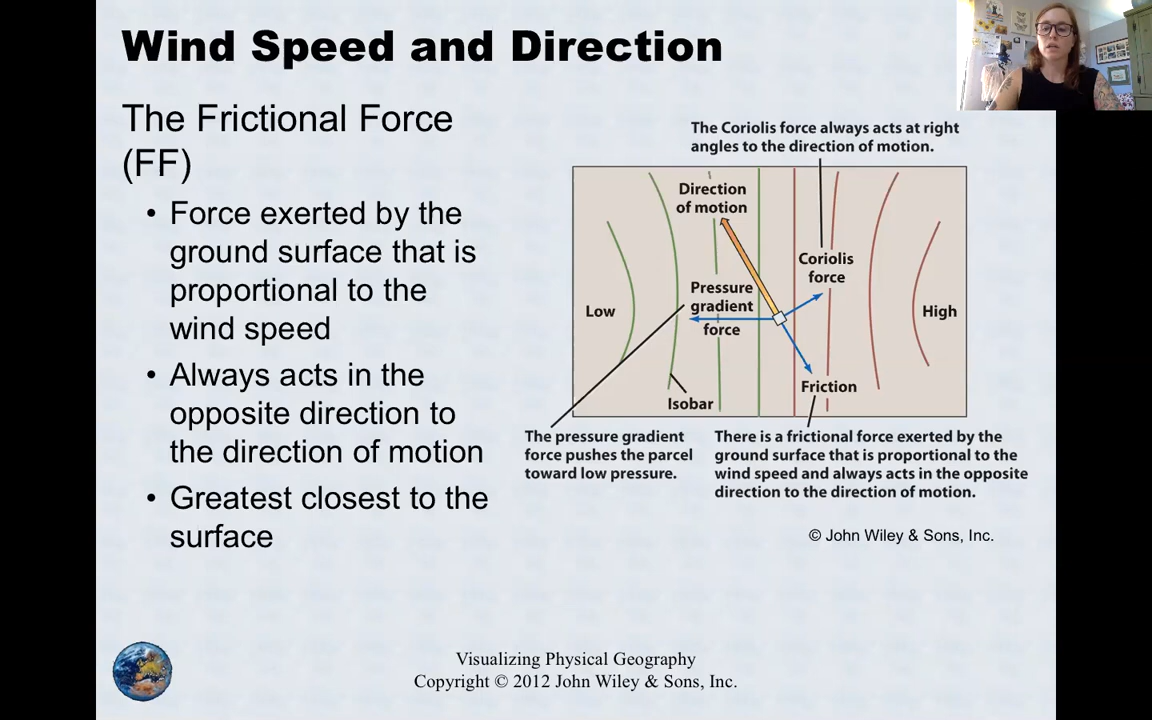 Wind Speed and Direction
The Frictional Force
(FF)
• Force exerted by the
ground surface that is
proportional to the
wind speed
• Always acts in the
opposite direction to
the direction of motion
• Greatest closest to the
surface
The Coriolis force always acts at right
angles to the direction of motion.
Direction
of motion
Coriolis
force
Pressure
gradient
force
Low
High
Friction
Isobar
The pressure gradient
force pushes the parcel
toward low pressure.
There is a frictional force exerted by the
ground surface that is proportional to the
wind speed and always acts in the opposite
direction to the direction of motion.
© John Wiley & Sons, Inc.
Visualizing Physical Geography
Copyright © 2012 John Wiley & Sons, Inc.